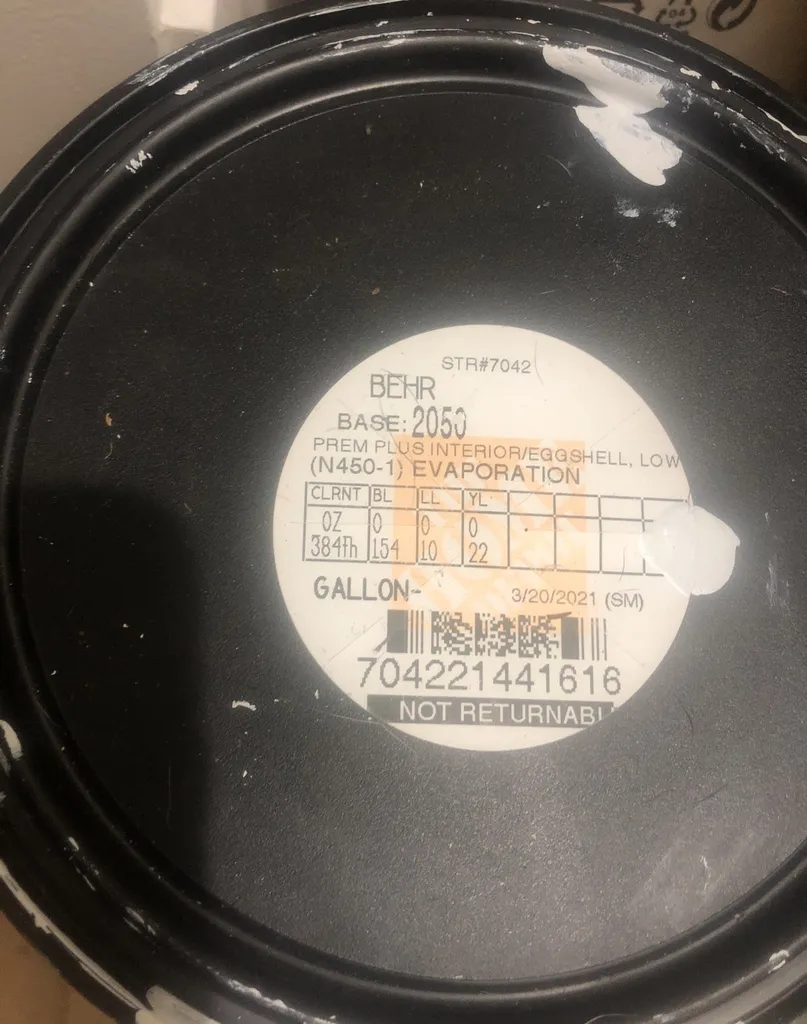 STR#7042
BEHR
BASE: 2050
PREM PLUS INTERIOR/EGGSHELL, LOW
(N450-1) EVAPORATION
CLRNT BL LL YL
OZ 0 0 0
384th 154 10 22
GALLON- 3/20/2021 (SM)
704221441616
NOT RETURNABL